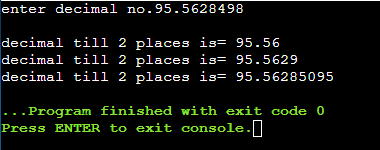 enter decimal no.95.5628498
decimal till 2 places is= 95.56
decimal till 2 places is= 95.5629
decimal till 2 places is= 95.56285095
...Program finished with exit code 0
Press ENTER to exit console.